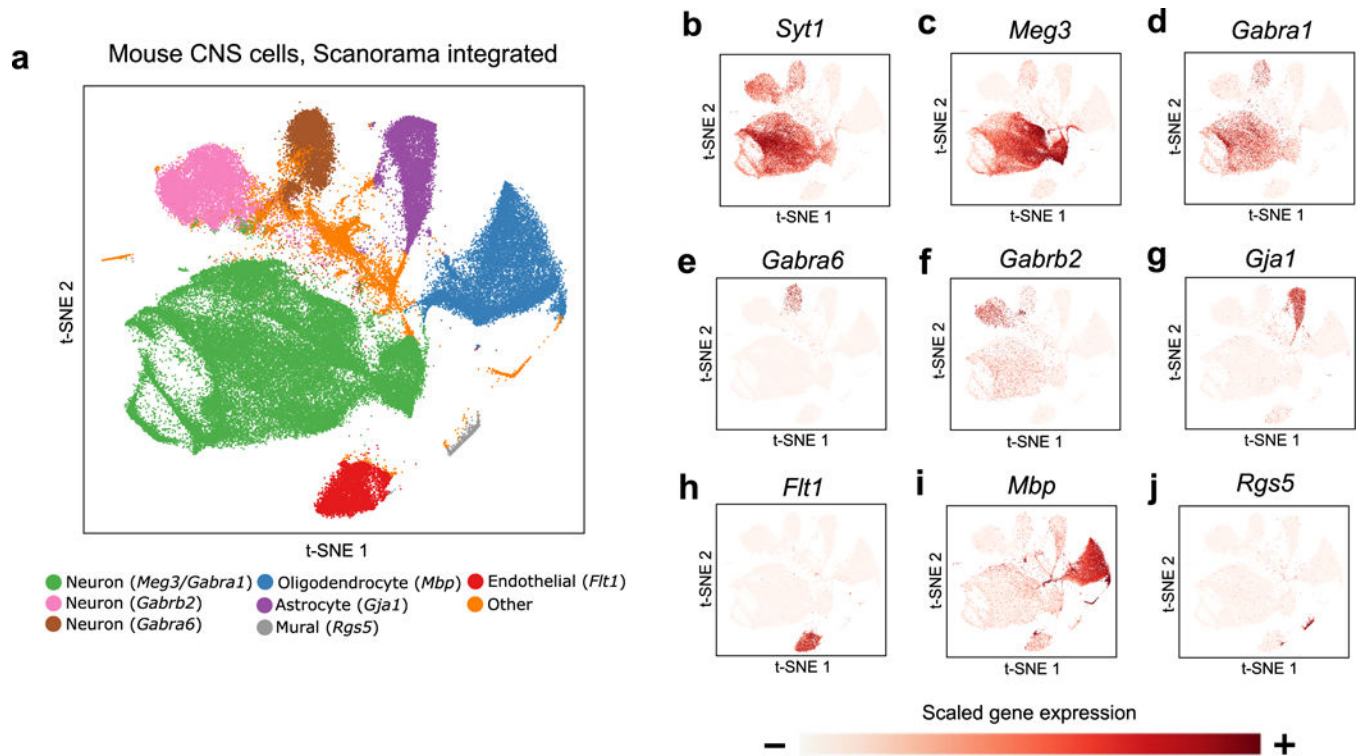 a
Mouse CNS cells, Scanorama integrated
t-SNE 2
t-SNE 1
Neuron (Meg3/Gabra1)
Neuron (Gabrb2)
Neuron (Gabra6)
Oligodendrocyte (Mbp)
Astrocyte (Gja1)
Mural (Rgs5)
Endothelial (Flt1)
Other
b
Syt1
t-SNE 2
t-SNE 1
c
Meg3
t-SNE 2
t-SNE 1
d
Gabra1
t-SNE 2
t-SNE 1
e
Gabra6
t-SNE 2
t-SNE 1
f
Gabrb2
t-SNE 2
t-SNE 1
g
Gja1
t-SNE 2
t-SNE 1
h
Flt1
t-SNE 2
t-SNE 1
i
Mbp
t-SNE 2
t-SNE 1
j
Rgs5
t-SNE 2
t-SNE 1
Scaled gene expression
− +